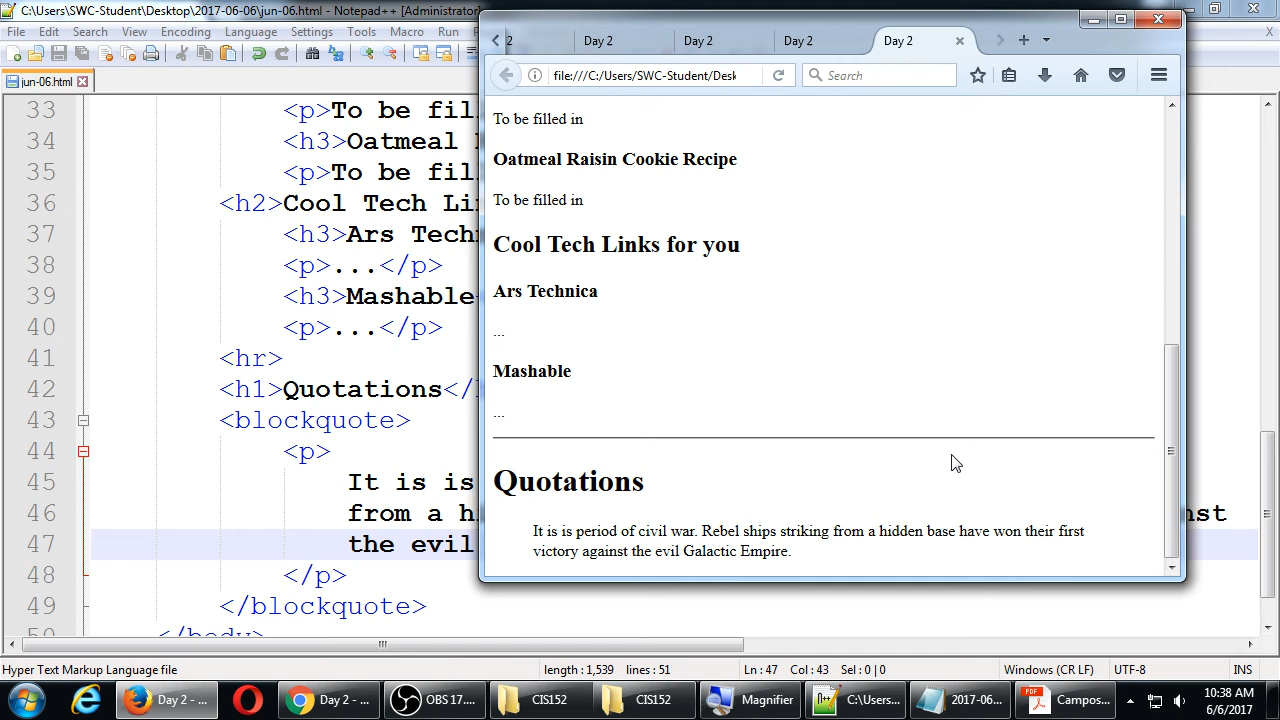 C:\Users\SWC-Student\Desktop\2017-06-06\jun-06.html - Notepad++ [Administrator]
File Edit Search View Encoding Language Settings Tools Macro Run
X
jun-06.html
33 <p>To be fil
34 <h3>Oatmeal
35 <p>To be fil
36 <h2>Cool Tech Li
37 <h3>Ars Tech
38 <p>...</p>
39 <h3>Mashable
40 <p>...</p>
41 <hr>
42 <h1>Quotations</
43 <blockquote>
44 <p>
45 It is is
46 from a h st
47 the evil
48 </p>
49 </blockquote>
50 </body>
2 Day 2 Day 2 Day 2 Day 2
file:///C:/Users/SWC-Student/Desk
Search
To be filled in
Oatmeal Raisin Cookie Recipe
To be filled in
Cool Tech Links for you
Ars Technica
...
Mashable
...
Quotations
It is is period of civil war. Rebel ships striking from a hidden base have won their first
victory against the evil Galactic Empire.
Hyper Text Markup Language file length : 1,539 lines : 51 Ln : 47 Col : 43 Sel : 0 | 0 Windows (CR LF) UTF-8 INS
Day 2 - ... Day 2 - ... OBS 17.... CIS152 CIS152 Magnifier C:\Users... 2017-06... Campos...
10:38 AM
6/6/2017